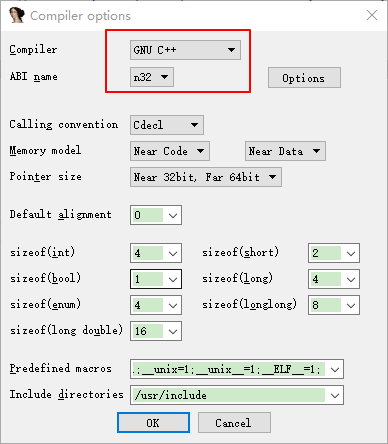 Compiler options
Compiler GNU C++
ABI name n32 Options
Calling convention Cdecl
Memory model Near Code Near Data
Pointer size Near 32bit, Far 64bit
Default alignment 0
sizeof(int) 4 sizeof(short) 2
sizeof(bool) 1 sizeof(long) 4
sizeof(enum) 4 sizeof(longlong) 8
sizeof(long double) 16
Predefined macros .;__unix=1;__unix__=1;__ELF__=1;
Include directories /usr/include
OK Cancel